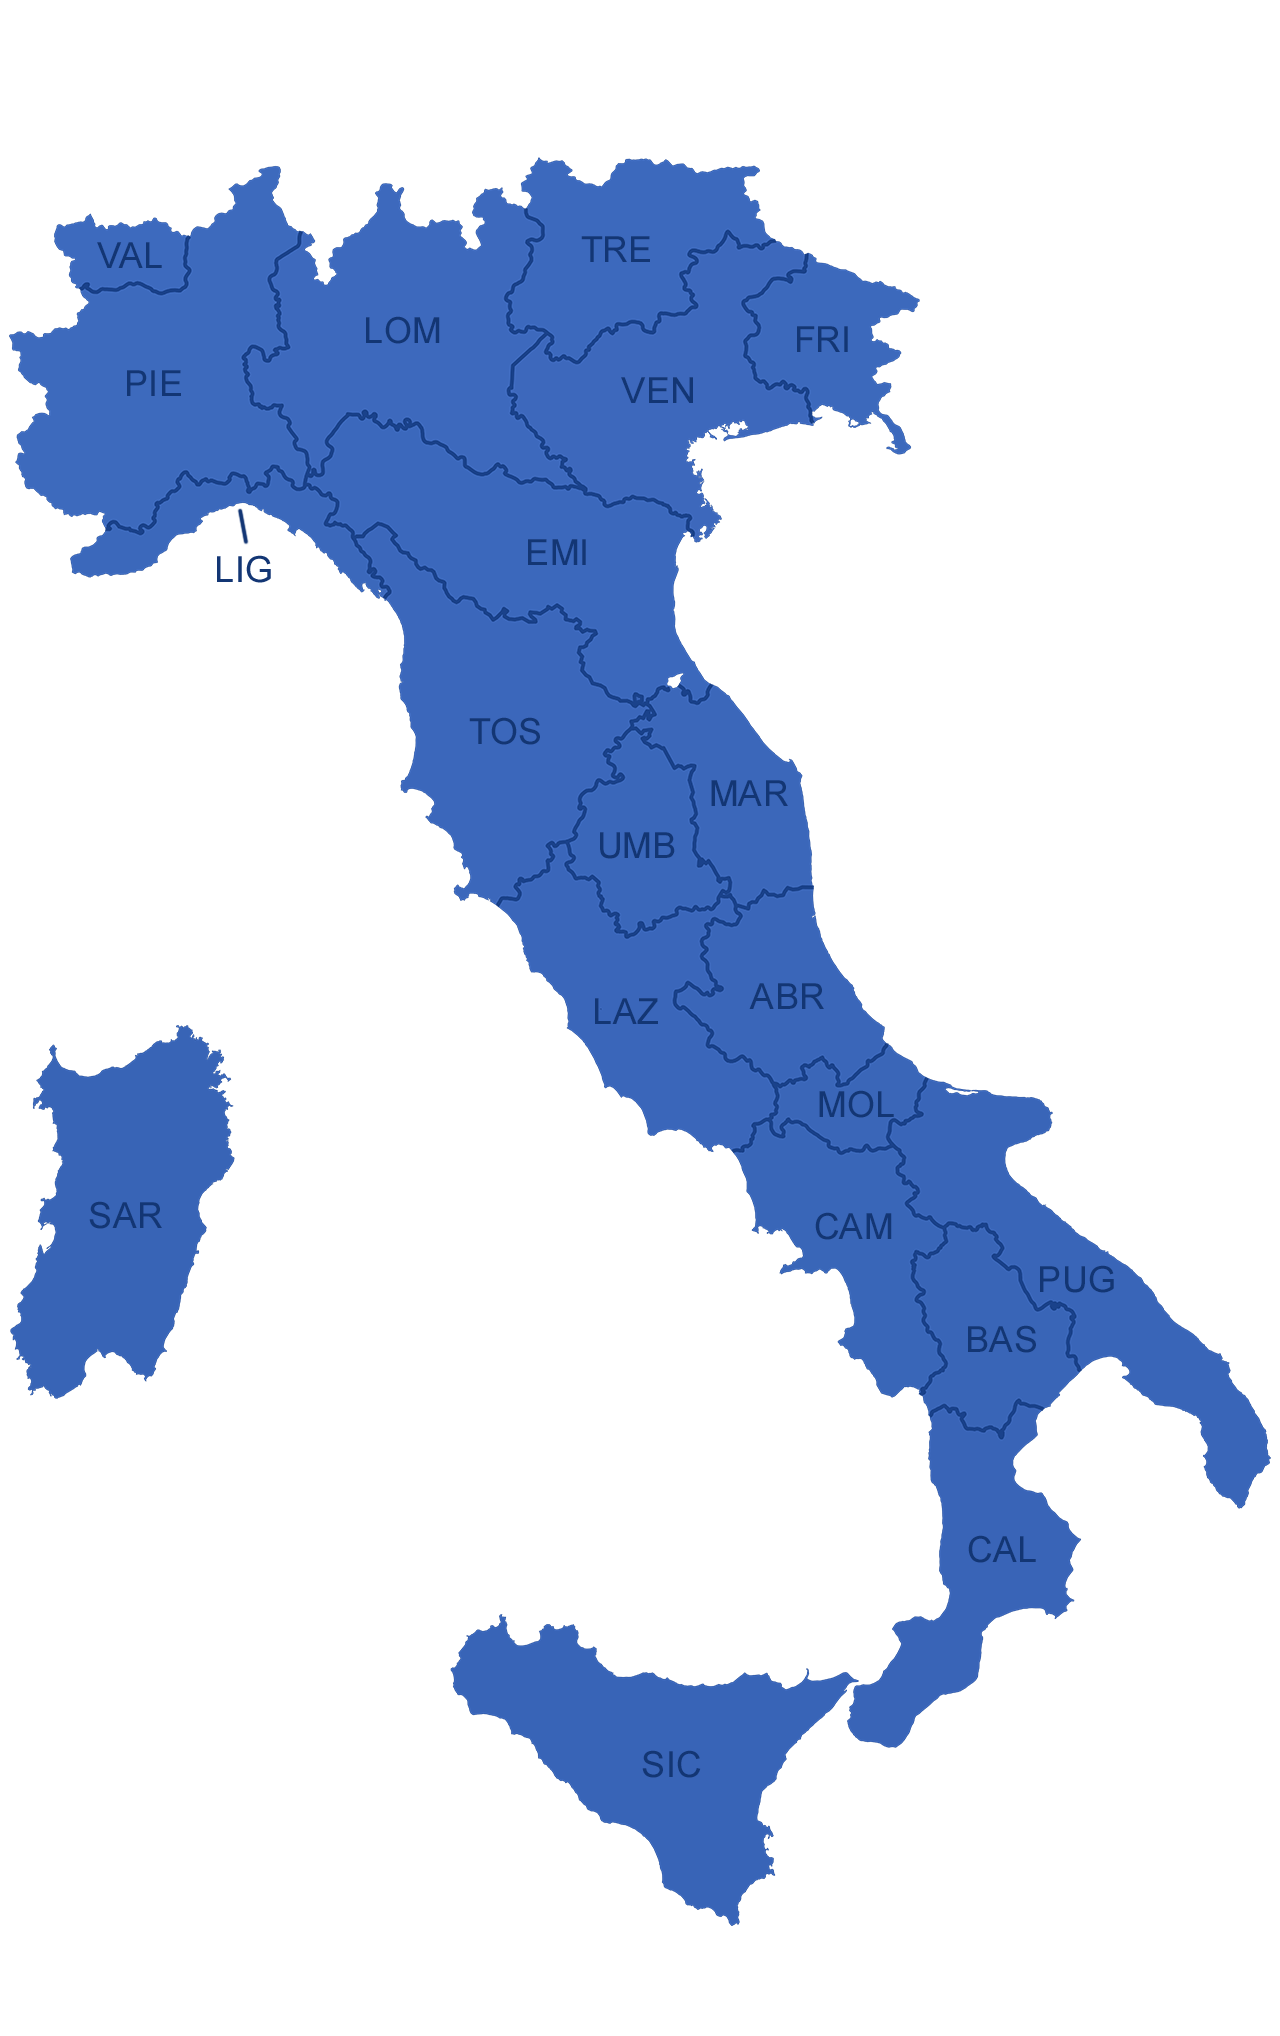 TRE
VAL
LOM
FRI
PIE
VEN
EMI
LIG
TOS
MAR
UMB
ABR
LAZ
MOL
SAR
CAM
PUG
BAS
CAL
SIC